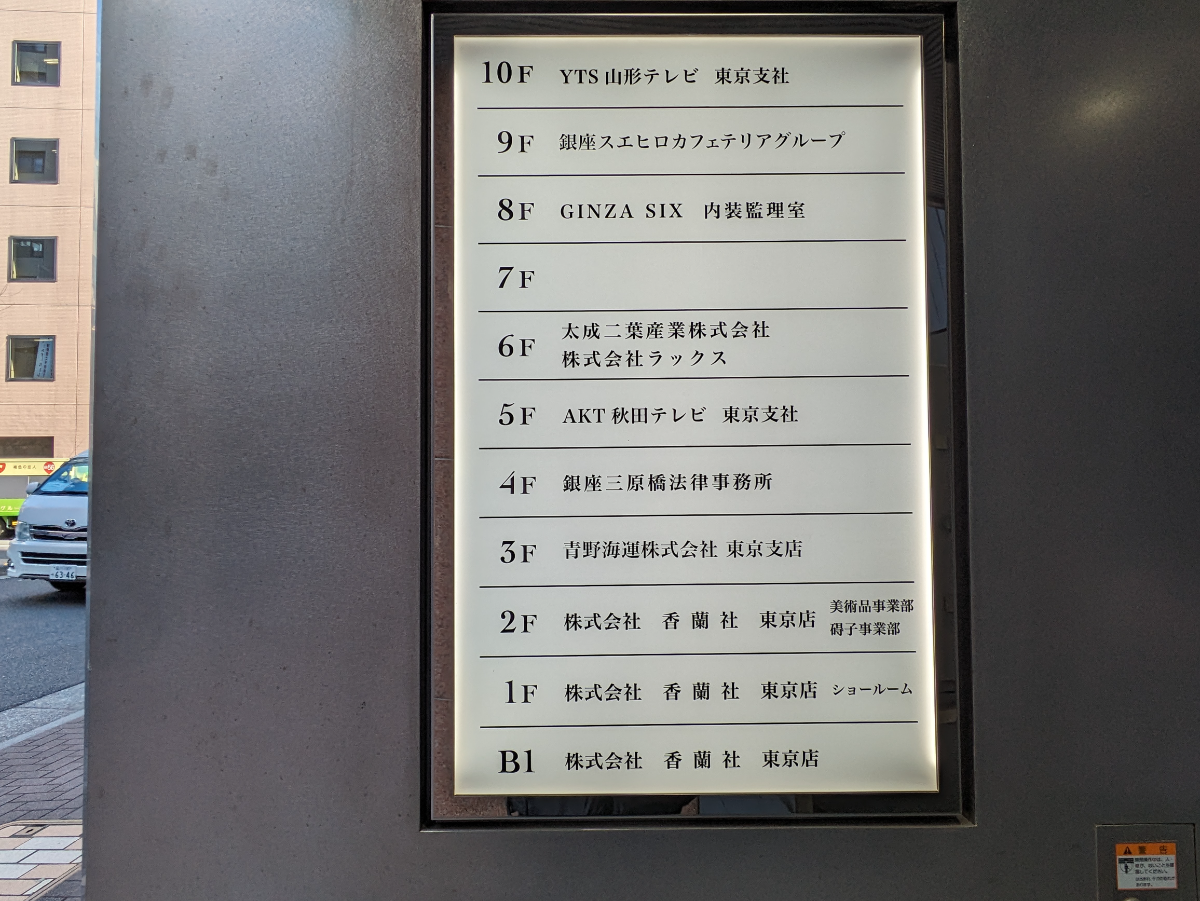 10F YTS 山形テレビ 東京支社
9F 銀座スエヒロカフェテリアグループ
8F GINZA SIX 内装監理室
7F
6F 太成二葉産業株式会社
株式会社ラックス
5F AKT 秋田テレビ 東京支社
4F 銀座三原橋法律事務所
3F 青野海運株式会社 東京支店
2F 株式会社 香蘭社 東京店 美術品事業部
碍子事業部
1F 株式会社 香蘭社 東京店 ショールーム
B1 株式会社 香蘭社 東京店
63-46
警告